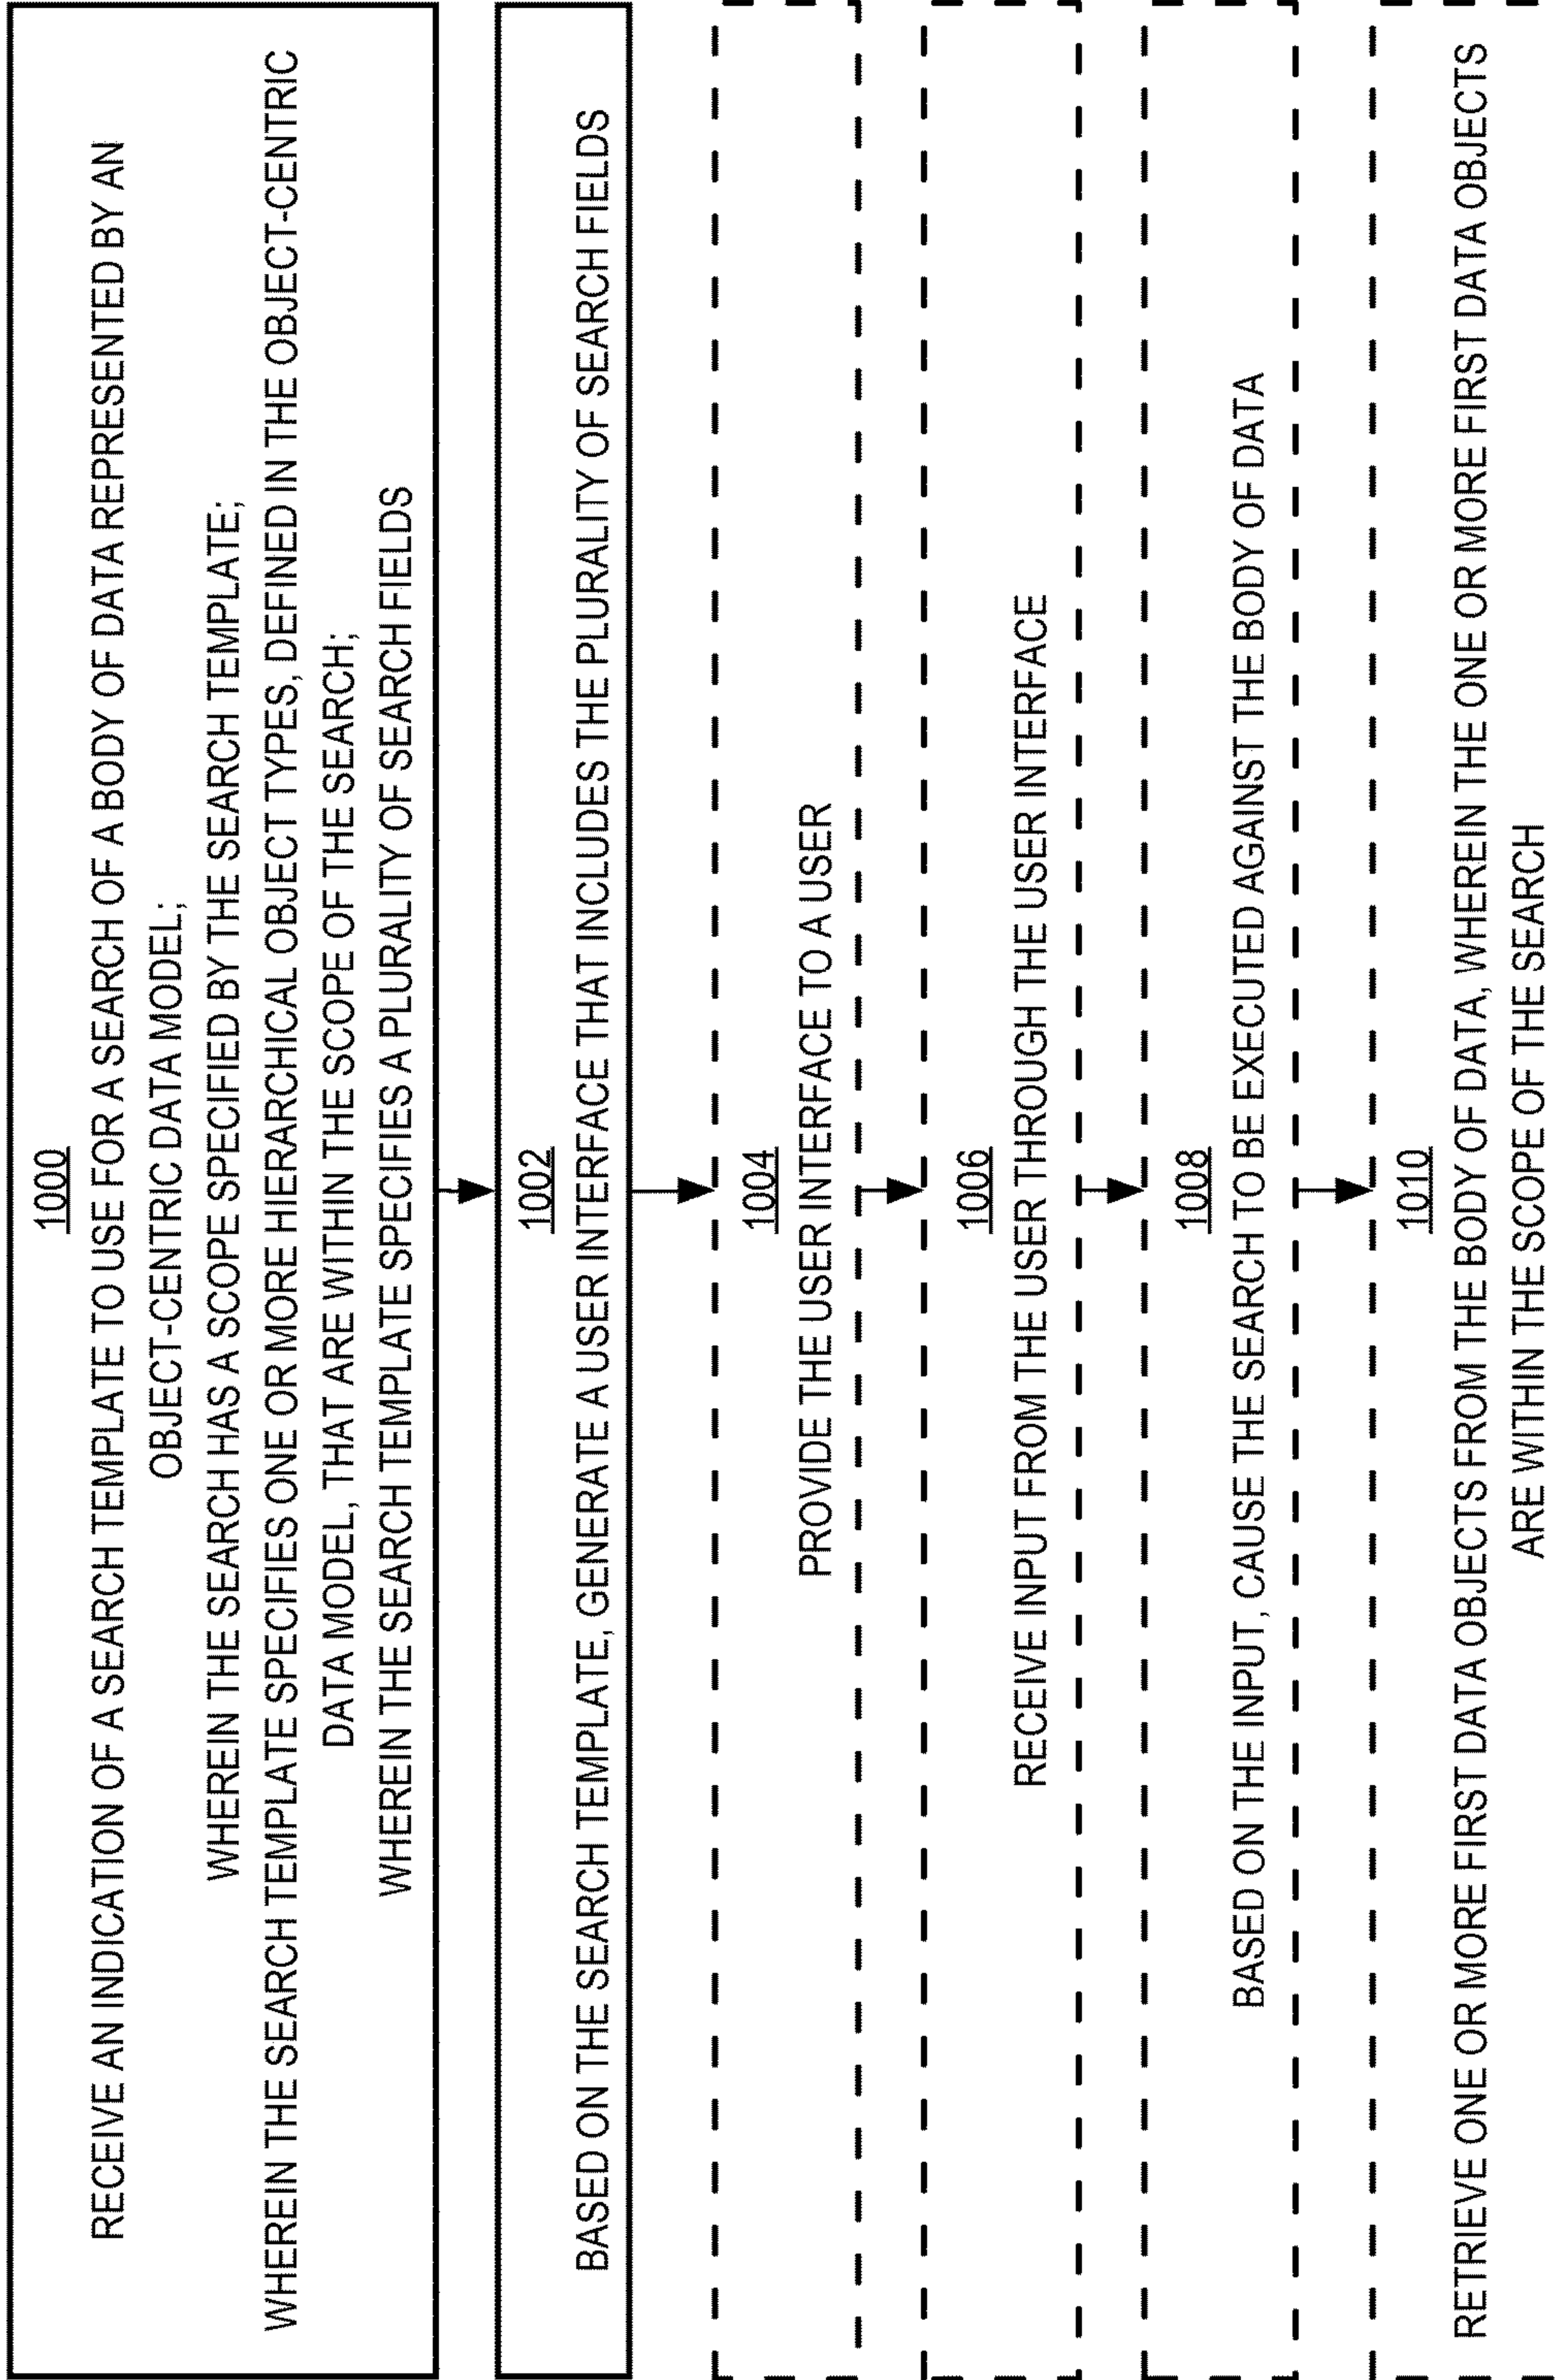 1000
RECEIVE AN INDICATION OF A SEARCH TEMPLATE TO USE FOR A SEARCH OF A BODY OF DATA REPRESENTED BY AN
OBJECT-CENTRIC DATA MODEL;
WHEREIN THE SEARCH HAS A SCOPE SPECIFIED BY THE SEARCH TEMPLATE;
WHEREIN THE SEARCH TEMPLATE SPECIFIES ONE OR MORE HIERARCHICAL OBJECT TYPES, DEFINED IN THE OBJECT-CENTRIC
DATA MODEL, THAT ARE WITHIN THE SCOPE OF THE SEARCH;
WHEREIN THE SEARCH TEMPLATE SPECIFIES A PLURALITY OF SEARCH FIELDS
1002
BASED ON THE SEARCH TEMPLATE, GENERATE A USER INTERFACE THAT INCLUDES THE PLURALITY OF SEARCH FIELDS
1004
PROVIDE THE USER INTERFACE TO A USER
1006
RECEIVE INPUT FROM THE USER THROUGH THE USER INTERFACE
1008
BASED ON THE INPUT, CAUSE THE SEARCH TO BE EXECUTED AGAINST THE BODY OF DATA
1010
RETRIEVE ONE OR MORE FIRST DATA OBJECTS FROM THE BODY OF DATA, WHEREIN THE ONE OR MORE FIRST DATA OBJECTS
ARE WITHIN THE SCOPE OF THE SEARCH